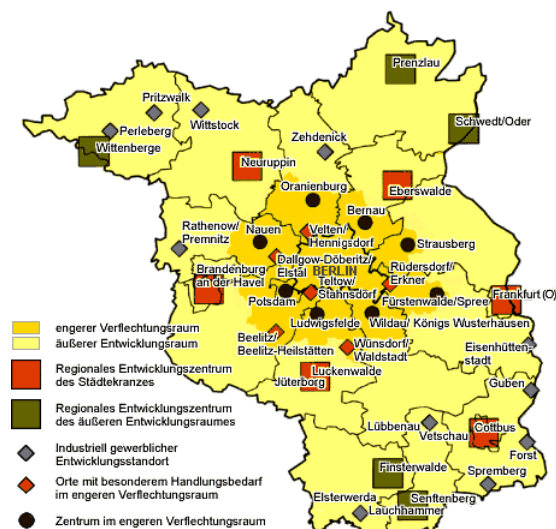 Prenzlau
Pritzwalk
Wittstock
Perleberg
Schwedt/Oder
Wittenberge
Zehdenick
Neuruppin
Oranienburg
Eberswalde
Bernau
Rathenow/
Premnitz
Nauen
Velten/
Hennigsdorf
Strausberg
Dallgow-Döberitz/
Elstal
BERLIN
Rüdersdorf/
Erkner
Brandenburg
an der Havel
Teltow/
Stahnsdorf
Potsdam
Fürstenwalde/Spree
Frankfurt (O)
Ludwigsfelde
Wildau/ Königs Wusterhausen
engerer Verflechtungsraum
äußerer Entwicklungsraum
Beelitz/
Beelitz-Heilstätten
Wünsdorf/
Waldstadt
Eisenhütten-
stadt
Regionales Entwicklungszentrum
des Städtekranzes
Luckenwalde
Jüterborg
Guben
Regionales Entwicklungszentrum
des äußeren Entwicklungsraumes
Lübbenau
Vetschau
Cottbus
Forst
Industriell gewerblicher
Entwicklungsstandort
Finsterwalde
Spremberg
Orte mit besonderem Handlungsbedarf
im engeren Verflechtungsraum
Elsterwerda
Senftenberg
Lauchhammer
Zentrum im engeren Verflechtungsraum